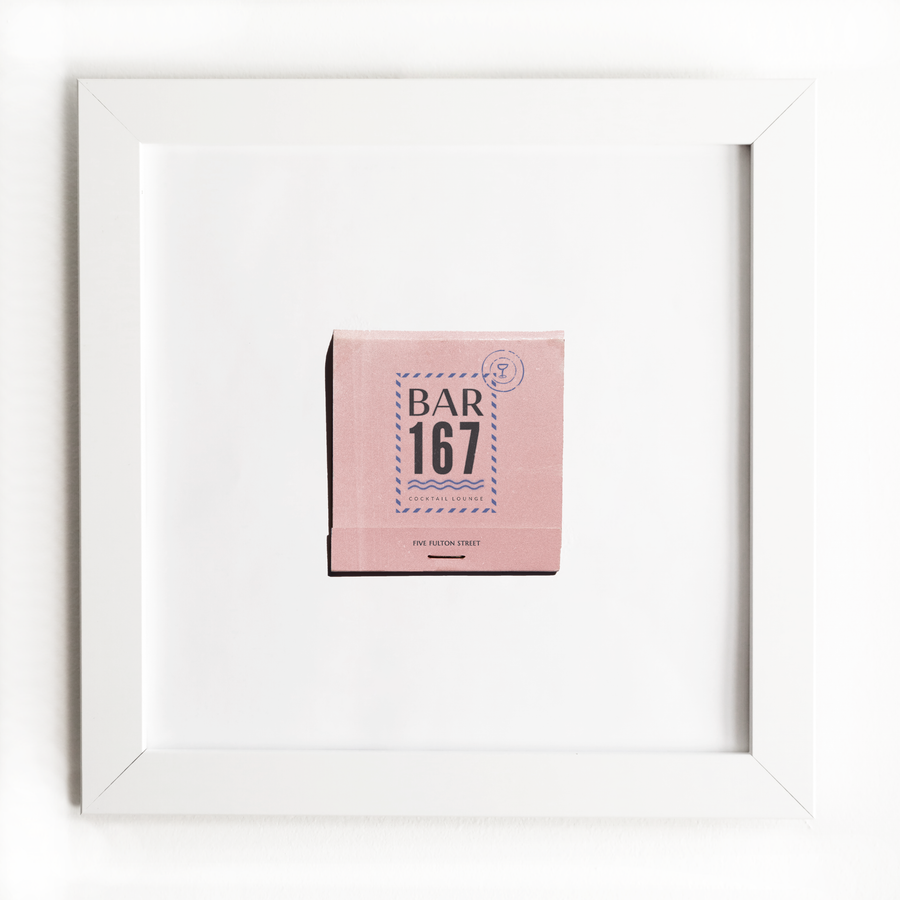 BAR
167
COCKTAIL LOUNGE
FIVE FULTON STREET